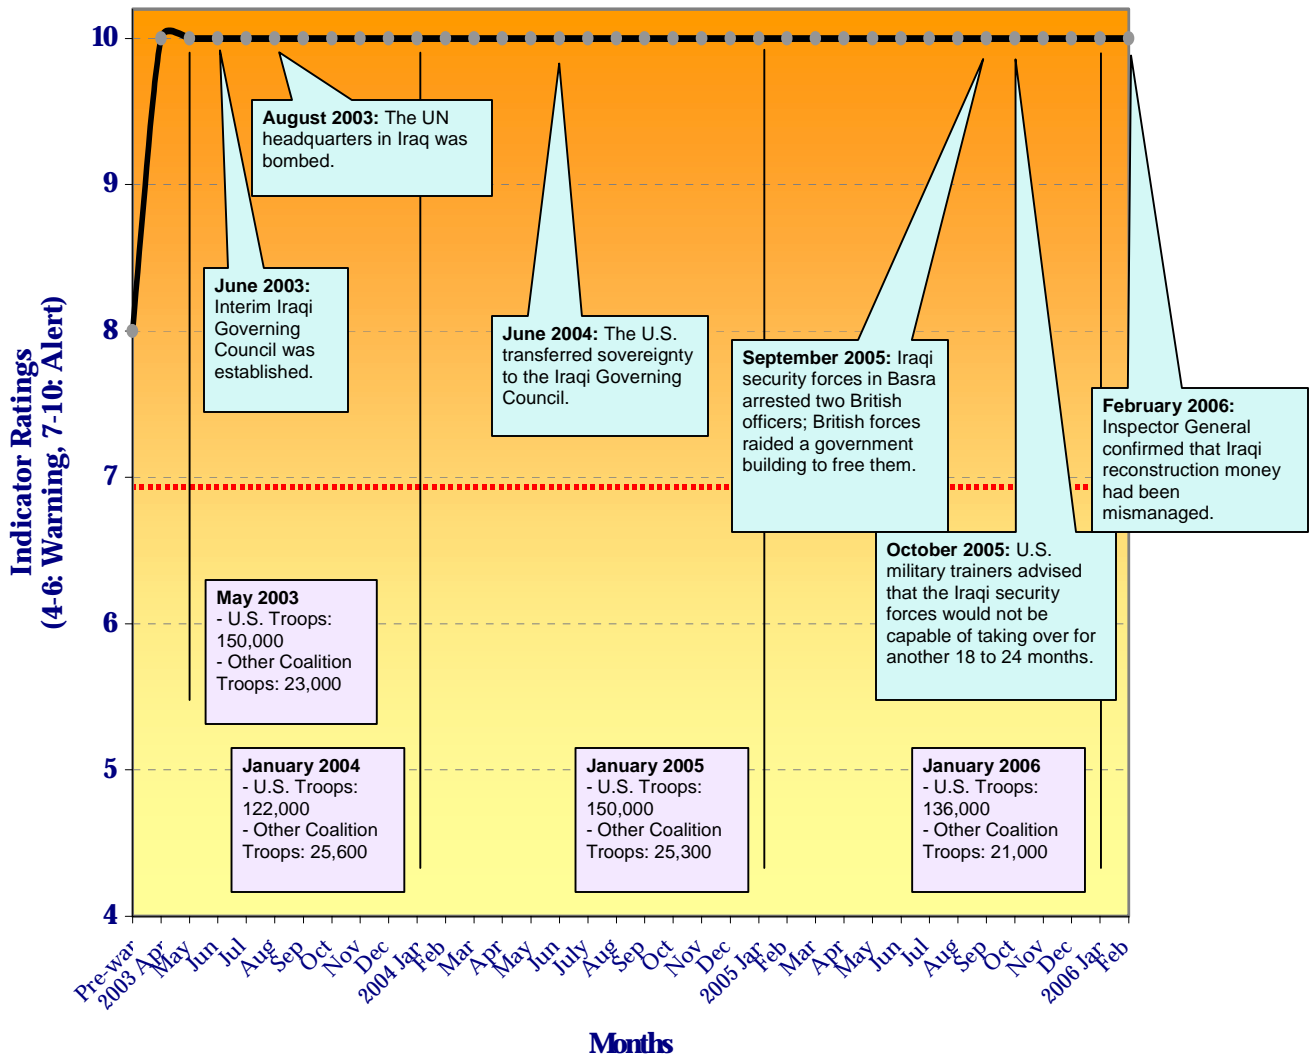 10
9
8
7
6
5
4
Indicator Ratings
(4-6: Warning, 7-10: Alert)
August 2003: The UN
headquarters in Iraq was
bombed.
June 2003:
Interim Iraqi
Governing
Council was
established.
June 2004: The U.S.
transferred sovereignty
to the Iraqi Governing
Council.
September 2005: Iraqi
security forces in Basra
arrested two British
officers; British forces
raided a government
building to free them.
February 2006:
Inspector General
confirmed that Iraqi
reconstruction money
had been
mismanaged.
October 2005: U.S.
military trainers advised
that the Iraqi security
forces would not be
capable of taking over for
another 18 to 24 months.
May 2003
- U.S. Troops:
150,000
- Other Coalition
Troops: 23,000
January 2004
- U.S. Troops:
122,000
- Other Coalition
Troops: 25,600
January 2005
- U.S. Troops:
150,000
- Other Coalition
Troops: 25,300
January 2006
- U.S. Troops:
136,000
- Other Coalition
Troops: 21,000
Pre-war
2003 Apr
May
Jun
Jul
Aug
Sep
Oct
Nov
Dec
2004 Jan
Feb
Mar
Apr
May
Jun
July
Aug
Sep
Oct
Nov
Dec
2005 Jan
Feb
Mar
Apr
May
Jun
Jul
Aug
Sep
Oct
Nov
Dec
2006 Jan
Feb
Months